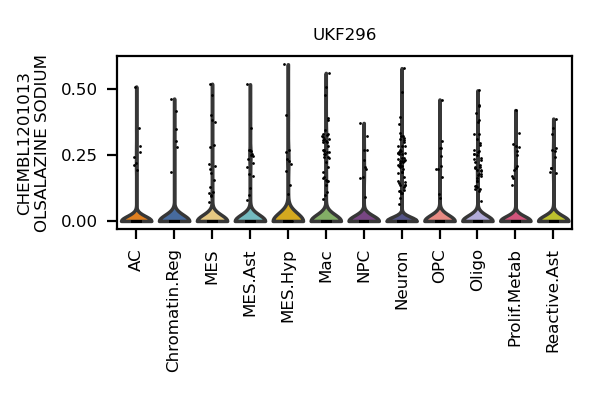 UKF296
CHEMBL1201013
OLSALAZINE SODIUM
0.50
0.25
0.00
AC
Chromatin.Reg
MES
MES.Ast
MES.Hyp
Mac
NPC
Neuron
OPC
Oligo
Prolif.Metab
Reactive.Ast